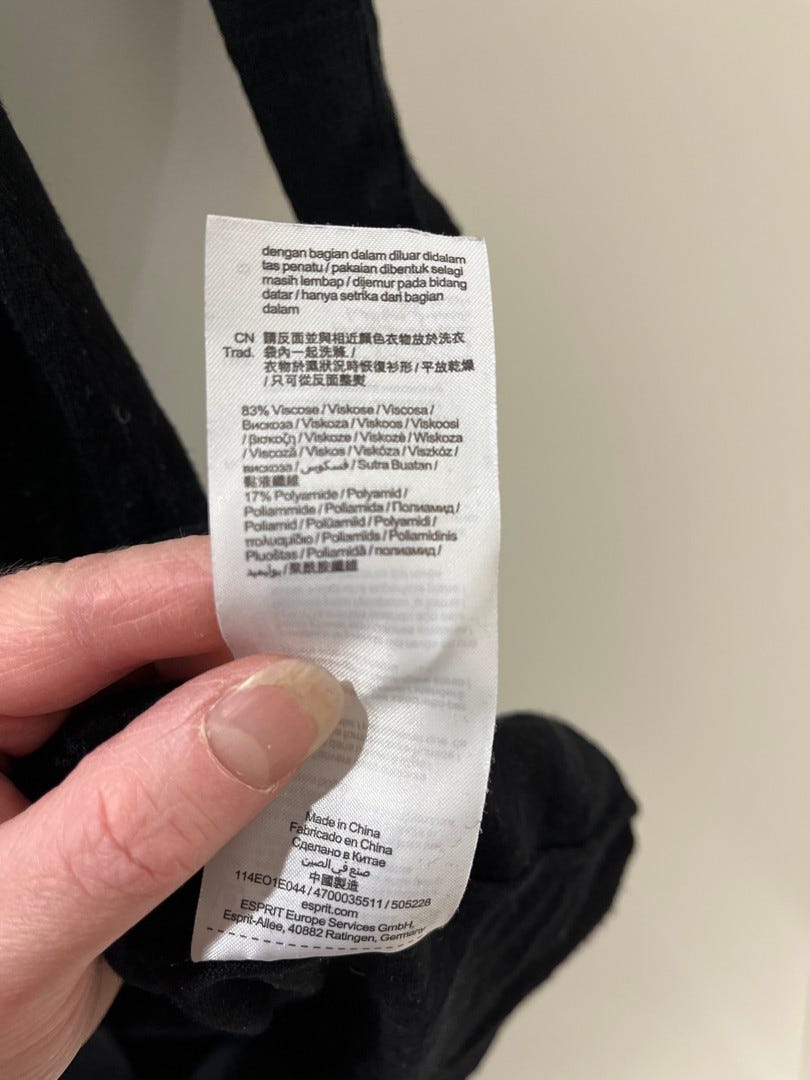 dengan bagian dalam diluar didalam
tas penatu / pakaian dibentuk selagi
masih lembap / dijemur pada bidang
datar / hanya setrika dari bagian
dalam
CN 請反面並與相近顏色衣物放於洗衣
Trad. 袋內一起洗滌 /
衣物於濕狀況時恢復衫形 / 平放乾燥
/ 只可從反面整熨
83% Viscose / Viskose / Viscosa /
Вискоза / Viskoza / Viskoos / Viskoosi
/ βισκοζη / Viskoze / Viskozė / Wiskoza
/ Viscoză / Viskos / Viskóza / Viszkóz /
вискоза / فسكوس / Sutra Buatan /
黏液纖維
17% Polyamide / Polyamid /
Poliammide / Poliamida / Полиамид /
Poliamid / Polüamiid / Polyamidi /
πολυαμίδιο / Poliamīds / Poliamidinis
Pluoštas / Poliamidă / полиамид /
بوليميد / 聚酰胺纖維
Made in China
Fabricado en China
Сделано в Китае
صنع في الصين
中國製造
114EO1E044 / 4700035511 / 505228
esprit.com
ESPRIT Europe Services GmbH,
Esprit-Allee, 40882 Ratingen, Germany